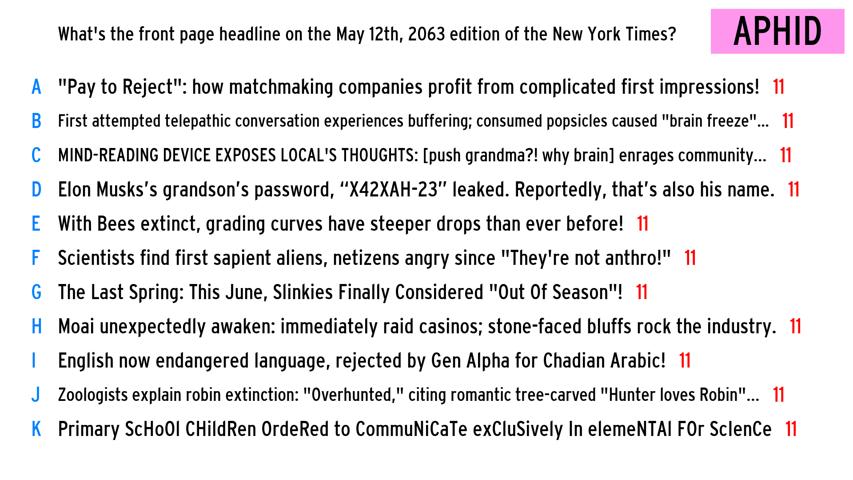 What's the front page headline on the May 12th, 2063 edition of the New York Times?
APHID
A "Pay to Reject": how matchmaking companies profit from complicated first impressions! 11
B First attempted telepathic conversation experiences buffering; consumed popsicles caused "brain freeze"... 11
C MIND-READING DEVICE EXPOSES LOCAL'S THOUGHTS: [push grandma?! why brain] enrages community... 11
D Elon Musks’s grandson’s password, “X42XAH-23” leaked. Reportedly, that’s also his name. 11
E With Bees extinct, grading curves have steeper drops than ever before! 11
F Scientists find first sapient aliens, netizens angry since "They're not anthro!" 11
G The Last Spring: This June, Slinkies Finally Considered "Out Of Season"! 11
H Moai unexpectedly awaken: immediately raid casinos; stone-faced bluffs rock the industry. 11
I English now endangered language, rejected by Gen Alpha for Chadian Arabic! 11
J Zoologists explain robin extinction: "Overhunted," citing romantic tree-carved "Hunter loves Robin"... 11
K Primary ScHoOl CHildRen OrdeRed to CommuNiCaTe exCluSively In elemeNTAl FOr ScIenCe 11